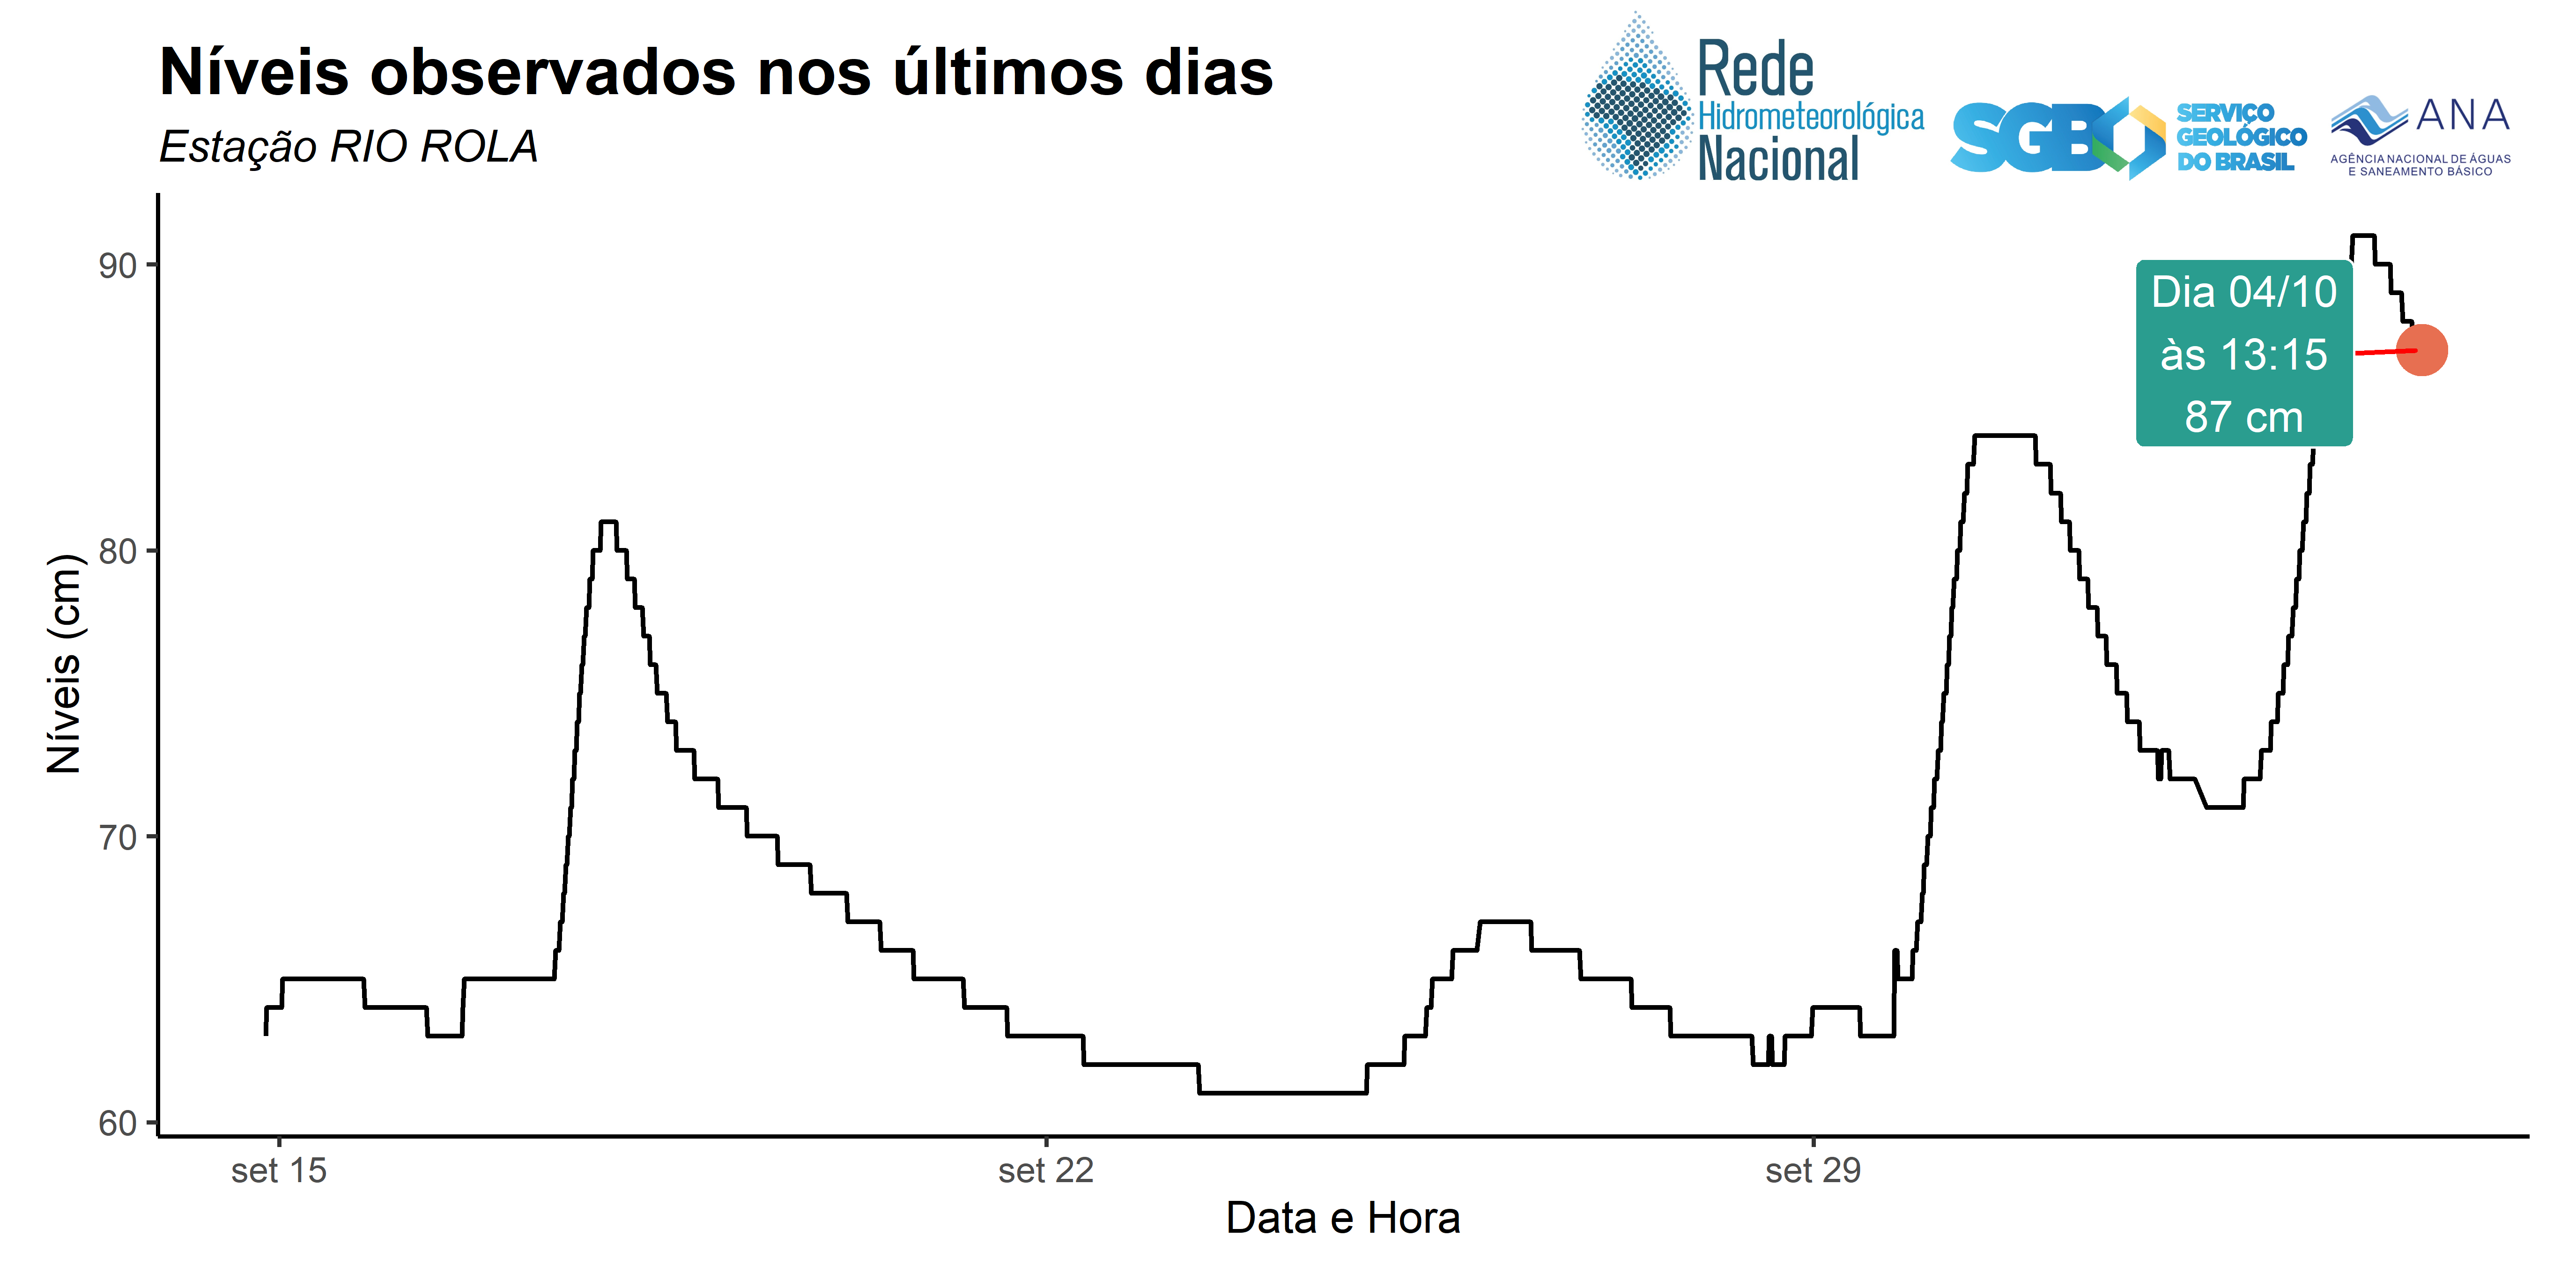 Níveis observados nos últimos dias
Estação RIO ROLA
Rede
Hidrometeorológica
Nacional
SGB
SERVIÇO
GEOLÓGICO
DO BRASIL
ANA
AGÊNCIA NACIONAL DE ÁGUAS
E SANEAMENTO BÁSICO
90
80
70
60
Níveis (cm)
Dia 04/10
às 13:15
87 cm
set 15
set 22
set 29
Data e Hora